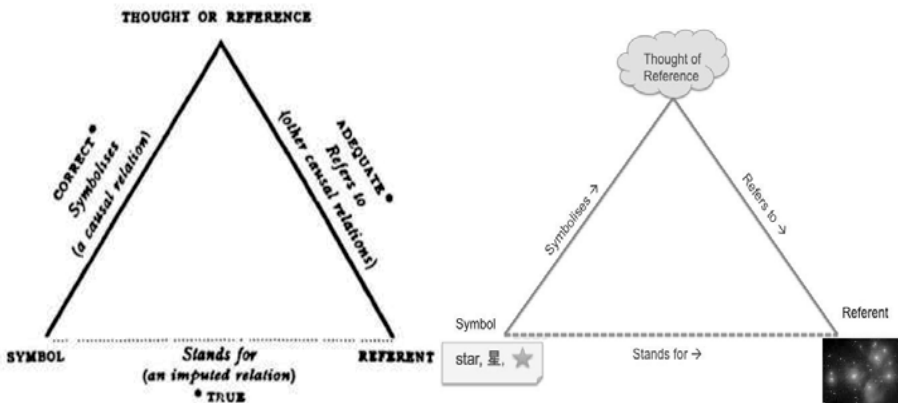 THOUGHT OR REFERENCE
CORRECT*
Symbolises
(a causal relation)
ADEQUATE*
Refers to
(other causal relations)
SYMBOL
Stands for
(an imputed relation)
* TRUE
REFERENT
Thought of
Reference
Symbolises →
Refers to →
Symbol
star, 星,
Stands for →
Referent